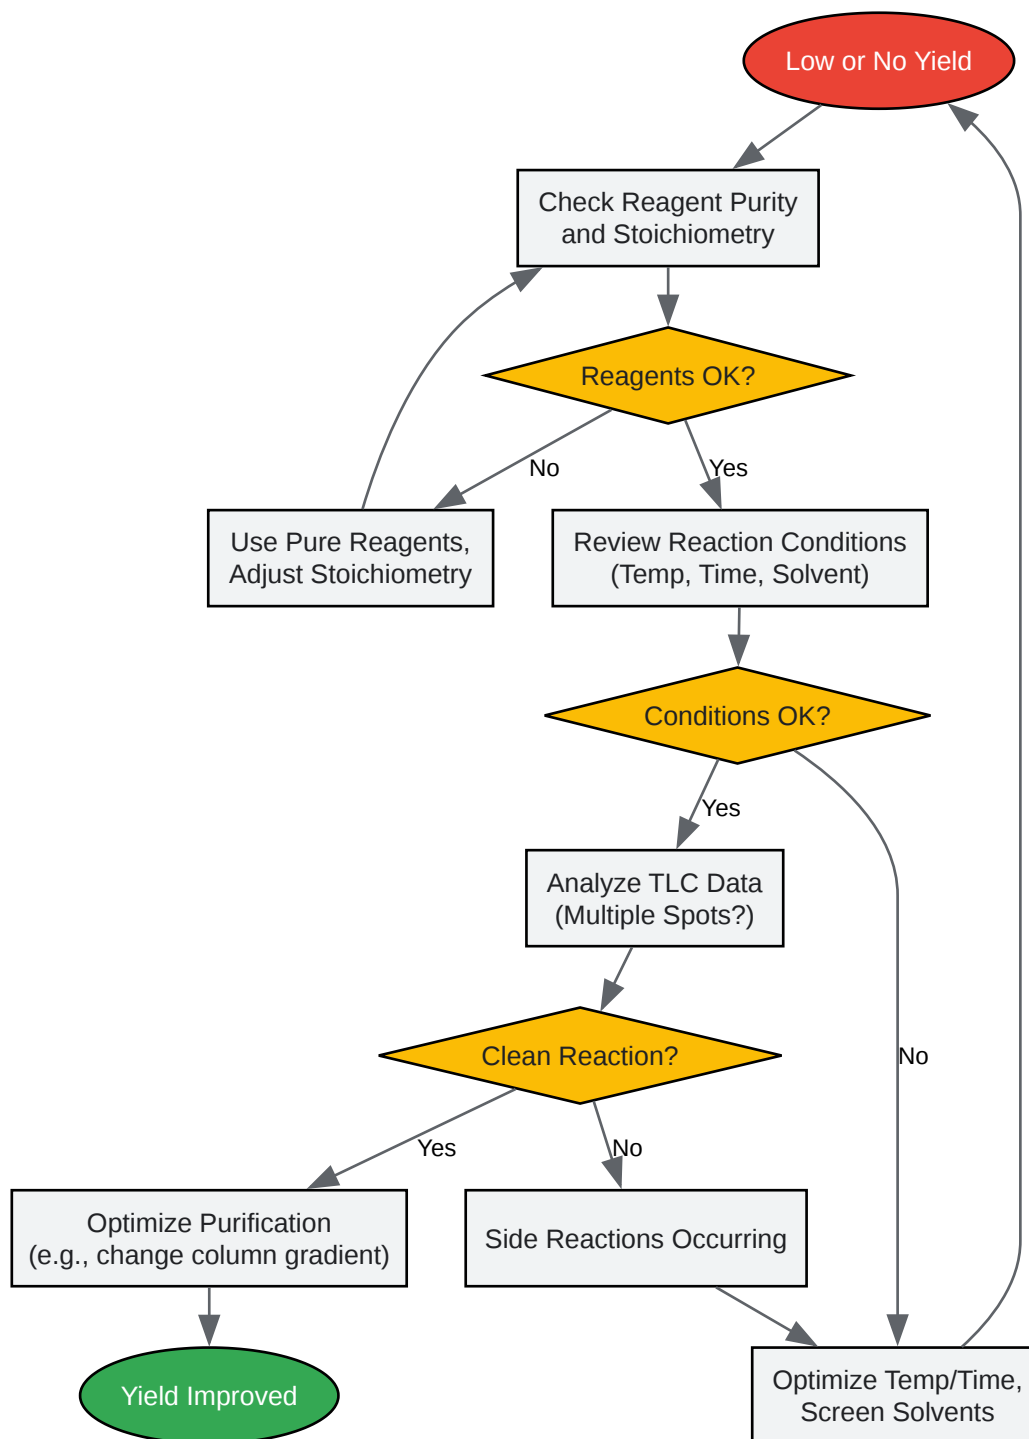 Low or No Yield
Check Reagent Purity
and Stoichiometry
Reagents OK?
No
Yes
Use Pure Reagents,
Adjust Stoichiometry
Review Reaction Conditions
(Temp, Time, Solvent)
Conditions OK?
Yes
Analyze TLC Data
(Multiple Spots?)
Clean Reaction?
No
Yes
No
Optimize Purification
(e.g., change column gradient)
Side Reactions Occurring
Yield Improved
Optimize Temp/Time,
Screen Solvents